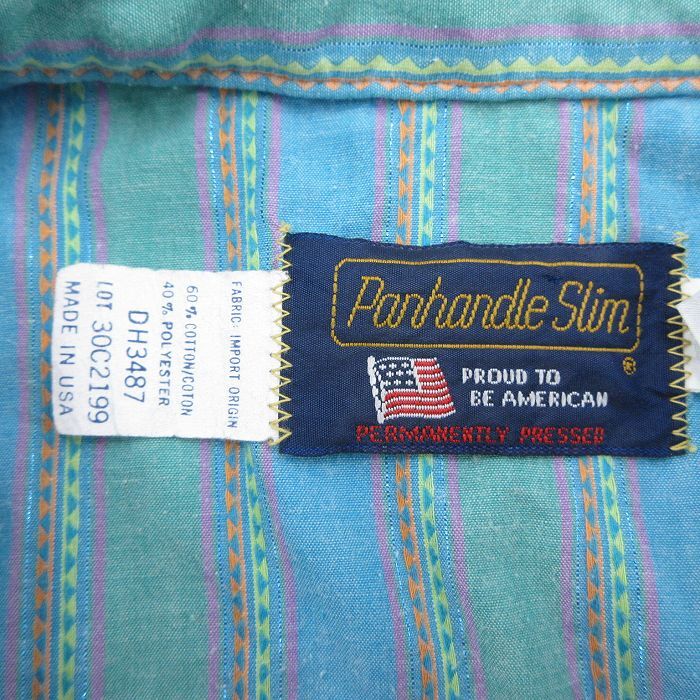 Panhandle Slim®
PROUD TO
BE AMERICAN
PERMANENTLY PRESSED
FABRIC: IMPORT ORIGIN
60% COTTON/COTON
40% POLYESTER
DH3487
LOT 30C2199
MADE IN USA